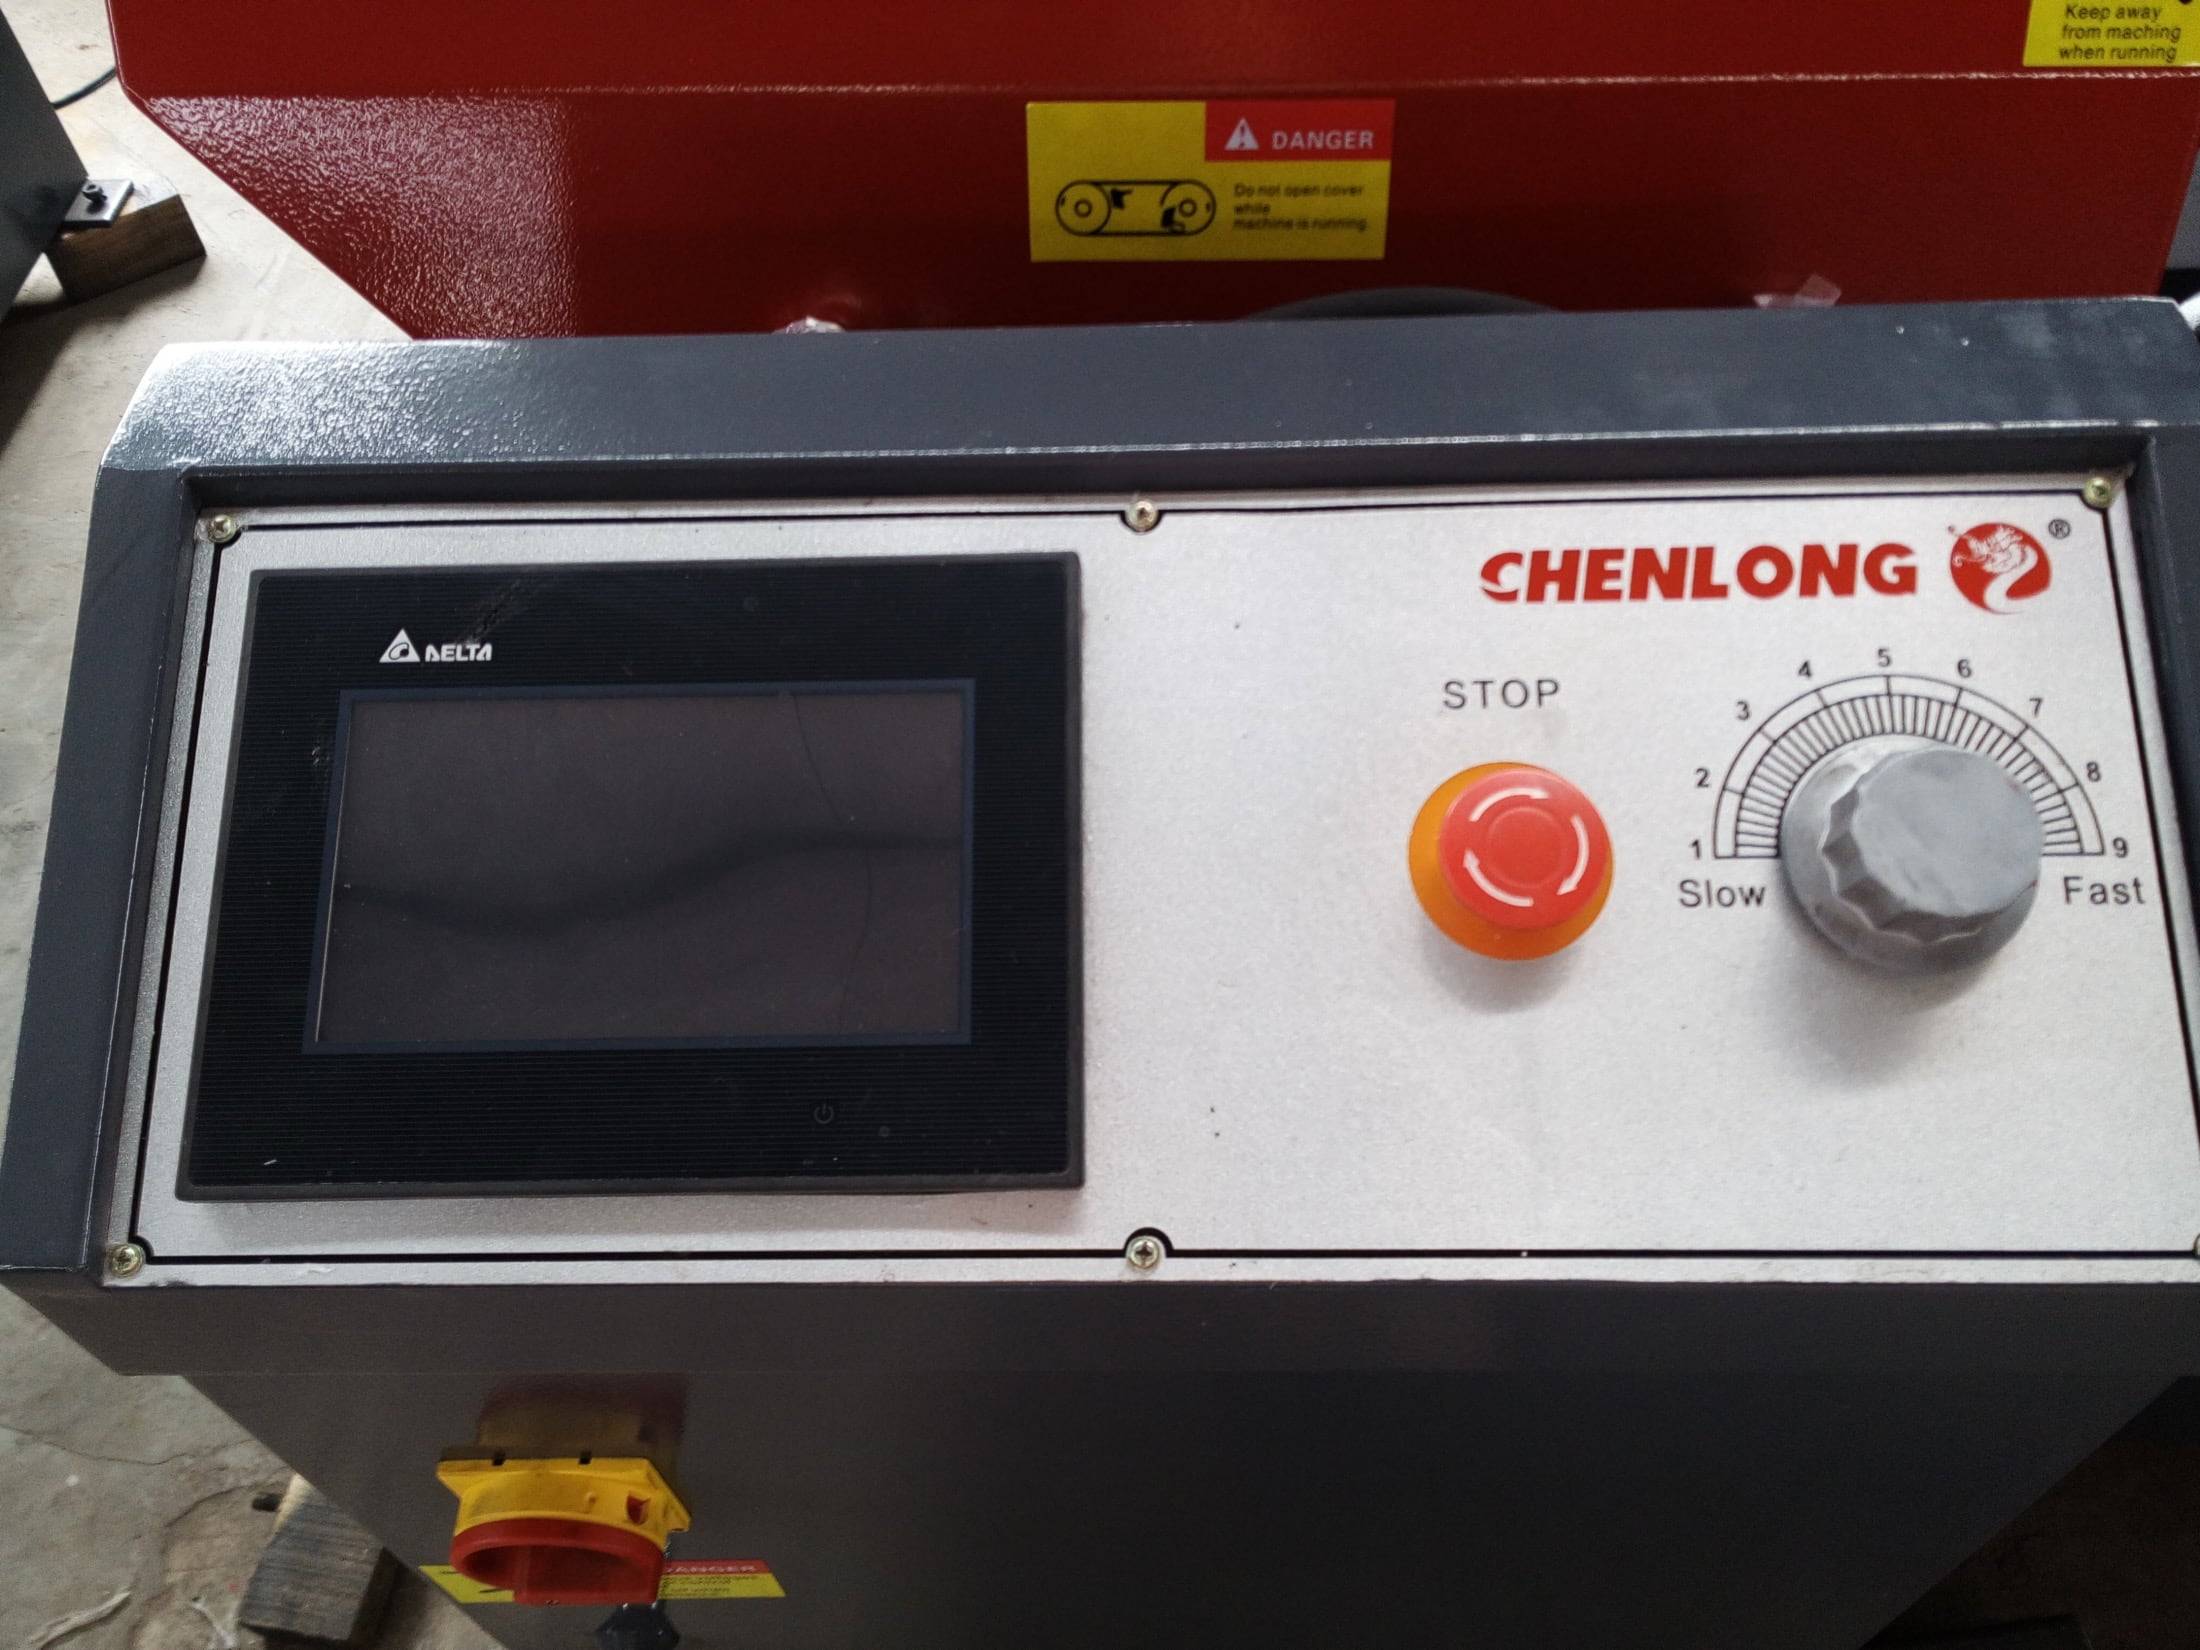 Keep away
from maching
when running
DANGER
Do not open cover
while
machine is running
CHENLONG ®
DELTA
STOP
1 2 3 4 5 6 7 8 9
Slow Fast
DANGER